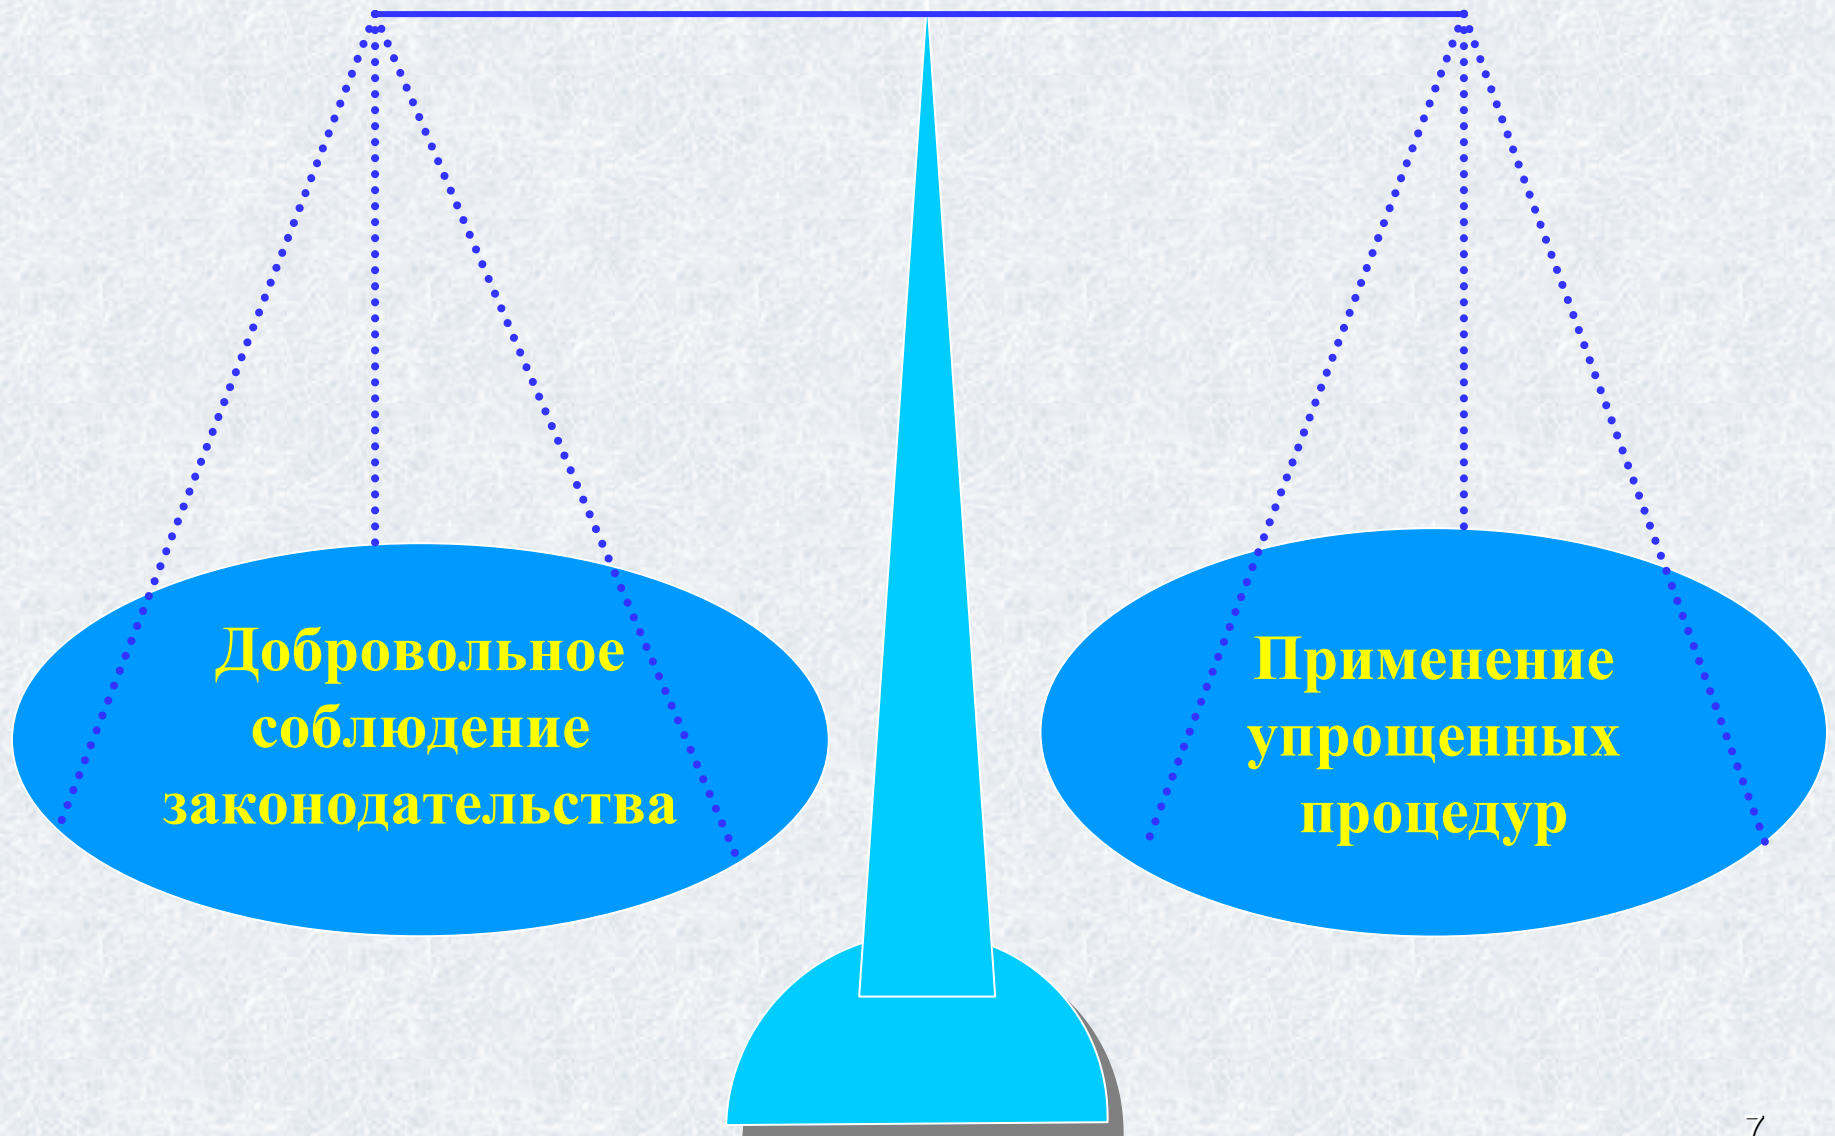 Добровольное
соблюдение
законодательства
Применение
упрощенных
процедур
7